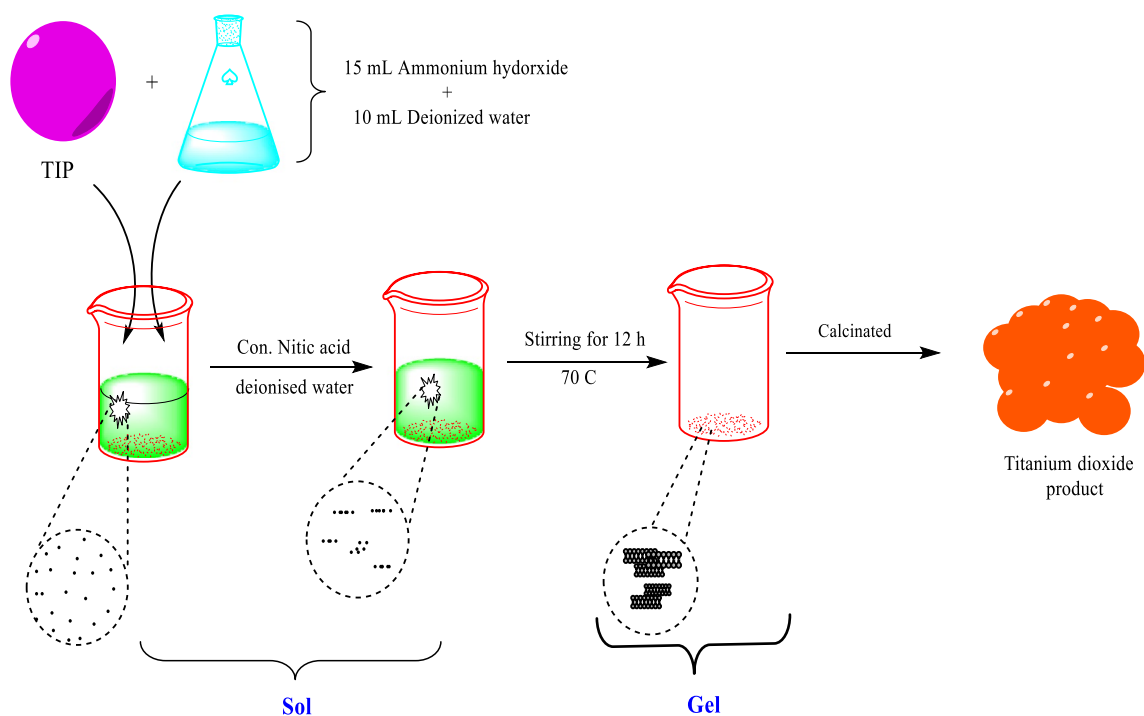 15 mL Ammonium hydorxide
+
+
10 mL Deionized water
TIP
Con. Nitic acid
deionised water
Stirring for 12 h
70 C
Calcinated
Titanium dioxide
product
Sol
Gel